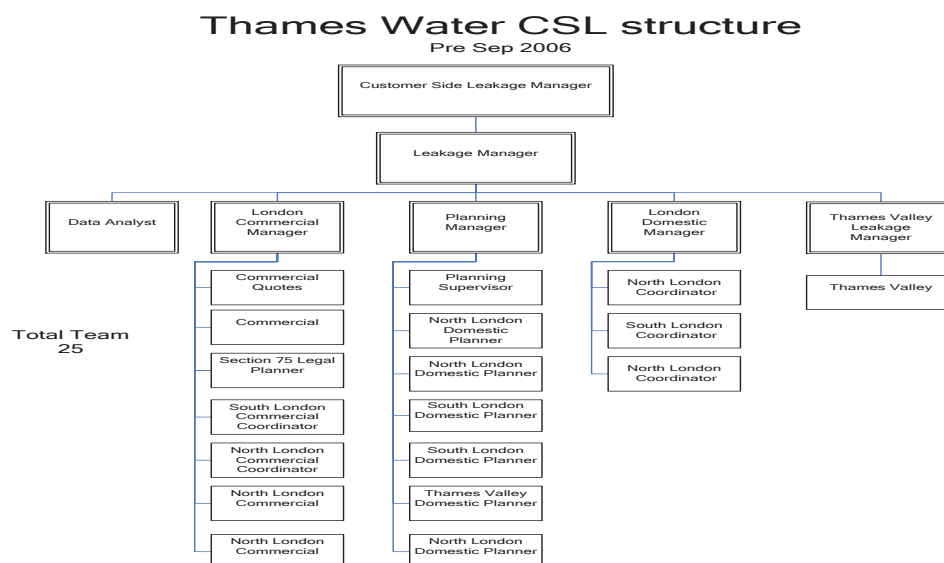 Thames Water CSL structure
Pre Sep 2006
Customer Side Leakage Manager
Leakage Manager
Data Analyst
London
Commercial
Manager
Planning
Manager
London
Domestic
Manager
Thames Valley
Leakage
Manager
Commercial
Quotes
Commercial
Section 75 Legal
Planner
South London
Commercial
Coordinator
North London
Commercial
Coordinator
North London
Commercial
North London
Commercial
Planning
Supervisor
North London
Domestic
Planner
North London
Domestic Planner
South London
Domestic Planner
South London
Domestic Planner
Thames Valley
Domestic Planner
North London
Domestic Planner
North London
Coordinator
South London
Coordinator
North London
Coordinator
Thames Valley
Total Team
25